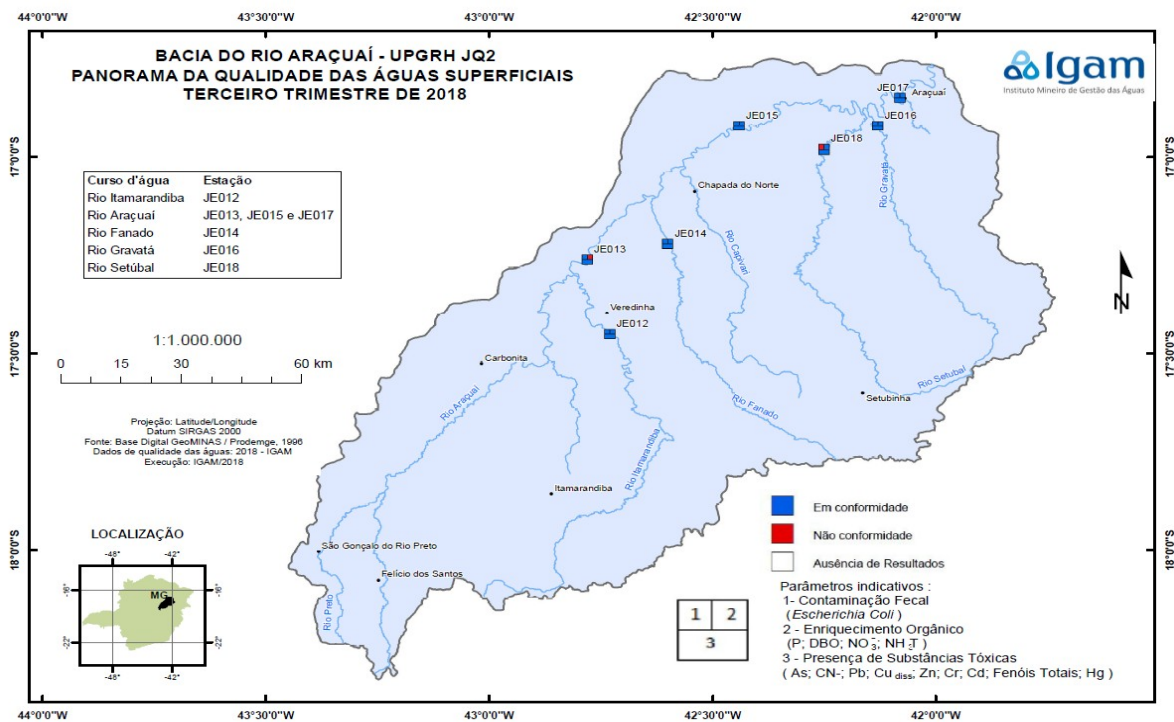 44°0'0"W 43°30'0"W 43°0'0"W 42°30'0"W 42°0'0"W
BACIA DO RIO ARAÇUAÍ - UPGRH JQ2
PANORAMA DA QUALIDADE DAS ÁGUAS SUPERFICIAIS
TERCEIRO TRIMESTRE DE 2018
Igam
Instituto Mineiro de Gestão das Águas
JE017
Araçuaí
JE015
JE016
JE018
17°0'0"S
17°0'0"S
Curso d'água Estação
Rio Itamarandiba JE012
Rio Araçuaí JE013, JE015 e JE017
Rio Fanado JE014
Rio Gravatá JE016
Rio Setúbal JE018
Chapada do Norte
Rio Gravatá
JE014
JE013
Rio Capivari
Veredinha
JE012
N
1:1.000.000
0 15 30 60 km
17°30'0"S
17°30'0"S
Carbonita
Rio Setubal
Setubinha
Rio Araçuaí
Rio Fanado
Projeção: Latitude/Longitude
Datum SIRGAS 2000
Fonte: Base Digital GeoMINAS / Prodemge, 1996
Dados de qualidade das águas: 2018 - IGAM
Execução: IGAM/2018
Rio Itamarandiba
Itamarandiba
Em conformidade
Não conformidade
Ausência de Resultados
LOCALIZAÇÃO
-48° -42°
-16° -16°
MG
-22° -22°
-48° -42°
São Gonçalo do Rio Preto
Felício dos Santos
Rio Preto
18°0'0"S
18°0'0"S
Parâmetros indicativos :
1- Contaminação Fecal
(Escherichia Coli )
2 - Enriquecimento Orgânico
(P; DBO; NO3-; NH3T )
3 - Presença de Substâncias Tóxicas
( As; CN-; Pb; Cu diss; Zn; Cr; Cd; Fenóis Totais; Hg )
1 2
3
44°0'0"W 43°30'0"W 43°0'0"W 42°30'0"W 42°0'0"W